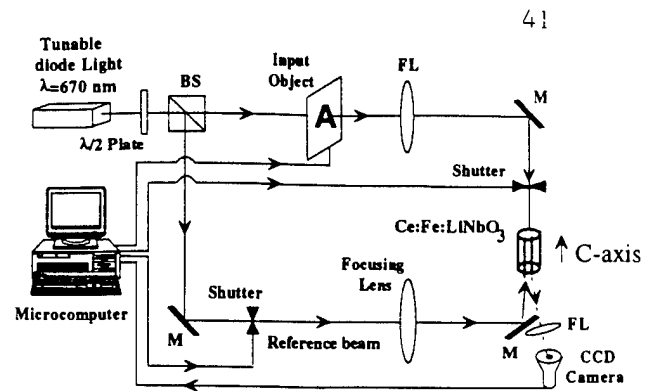 41
Tunable
diode Light
λ=670 nm
BS
Input
Object
FL
M
A
λ/2 Plate
Shutter
Ce:Fe:LiNbO3
C-axis
Focusing
Lens
Shutter
Microcomputer
M
Reference beam
M
FL
CCD
Camera